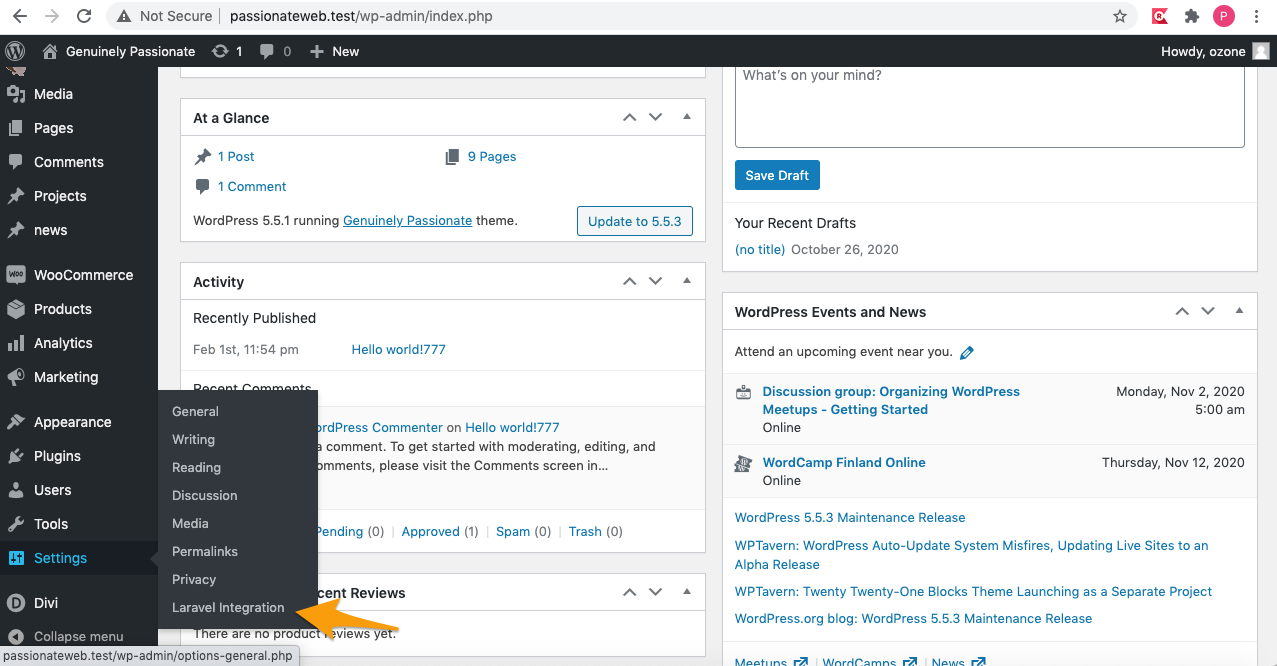 Not Secure | passionateweb.test/wp-admin/index.php
P
Genuinely Passionate 1 0 New
Howdy, ozone
Media
Pages
Comments
Projects
news
WOO WooCommerce
Products
Analytics
Marketing
Appearance
Plugins
Users
Tools
Settings
D Divi
Collapse menu
General
Writing
Reading
Discussion
Media
Permalinks
Privacy
Laravel Integration
passionateweb.test/wp-admin/options-general.php
At a Glance
1 Post
9 Pages
1 Comment
WordPress 5.5.1 running Genuinely Passionate theme.
Update to 5.5.3
Activity
Recently Published
Feb 1st, 11:54 pm Hello world!777
Recent Comments
ordPress Commenter on Hello world!777
a comment. To get started with moderating, editing, and
omments, please visit the Comments screen in...
Pending (0) | Approved (1) | Spam (0) | Trash (0)
cent Reviews
There are no product reviews yet.
What's on your mind?
Save Draft
Your Recent Drafts
(no title) October 26, 2020
WordPress Events and News
Attend an upcoming event near you.
Discussion group: Organizing WordPress
Meetups - Getting Started
Online
Monday, Nov 2, 2020
5:00 am
WordCamp Finland Online
Online
Thursday, Nov 12, 2020
WordPress 5.5.3 Maintenance Release
WPTavern: WordPress Auto-Update System Misfires, Updating Live Sites to an
Alpha Release
WPTavern: Twenty Twenty-One Blocks Theme Launching as a Separate Project
WordPress.org blog: WordPress 5.5.3 Maintenance Release
Meetups | WordCamps | News